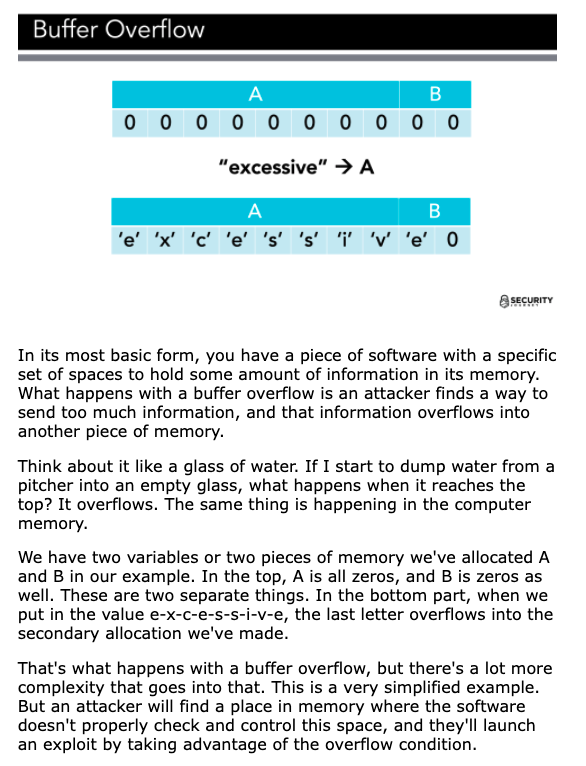 Buffer Overflow
A B
0 0 0 0 0 0 0 0 0 0
“excessive” → A
A B
'e' 'x' 'c' 'e' 's' 's' 'i' 'v' 'e' 0
SECURITY
JOURNEY
In its most basic form, you have a piece of software with a specific
set of spaces to hold some amount of information in its memory.
What happens with a buffer overflow is an attacker finds a way to
send too much information, and that information overflows into
another piece of memory.
Think about it like a glass of water. If I start to dump water from a
pitcher into an empty glass, what happens when it reaches the
top? It overflows. The same thing is happening in the computer
memory.
We have two variables or two pieces of memory we've allocated A
and B in our example. In the top, A is all zeros, and B is zeros as
well. These are two separate things. In the bottom part, when we
put in the value e-x-c-e-s-s-i-v-e, the last letter overflows into the
secondary allocation we've made.
That's what happens with a buffer overflow, but there's a lot more
complexity that goes into that. This is a very simplified example.
But an attacker will find a place in memory where the software
doesn't properly check and control this space, and they'll launch
an exploit by taking advantage of the overflow condition.